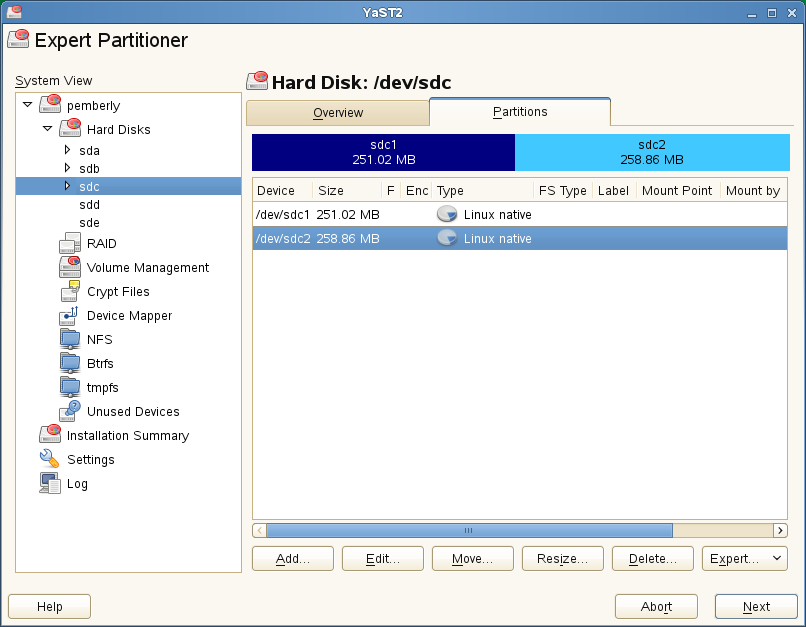 YaST2
Expert Partitioner
System View
pemberly
Hard Disks
sda
sdb
sdc
sdd
sde
RAID
Volume Management
Crypt Files
Device Mapper
NFS
Btrfs
tmpfs
Unused Devices
Installation Summary
Settings
Log
Hard Disk: /dev/sdc
Overview Partitions
sdc1 sdc2
251.02 MB 258.86 MB
Device Size F Enc Type FS Type Label Mount Point Mount by
/dev/sdc1 251.02 MB Linux native
/dev/sdc2 258.86 MB Linux native
Add... Edit... Move... Resize... Delete... Expert...
Help Abort Next